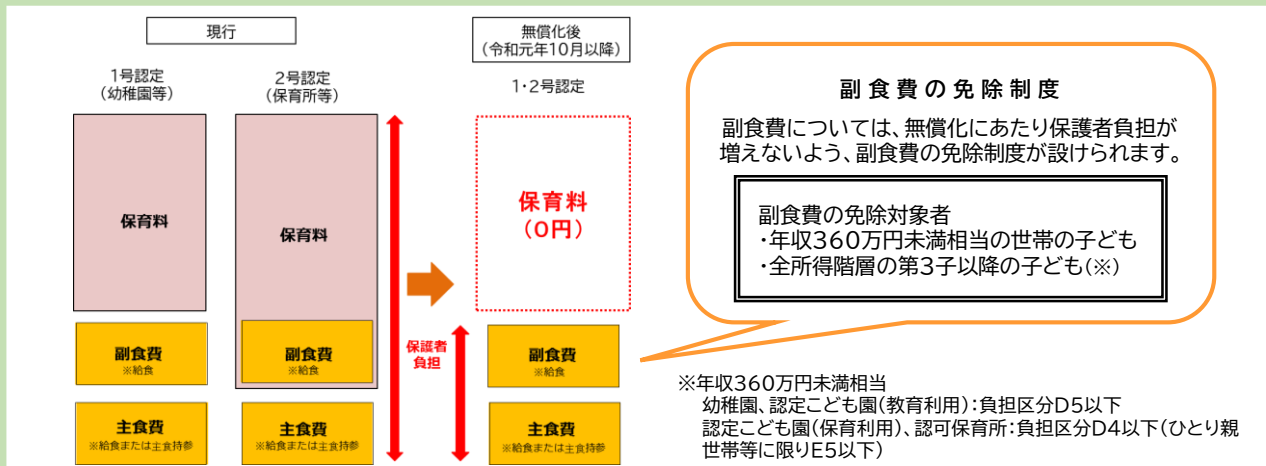 現行
無償化後
(令和元年10月以降)
1号認定
(幼稚園等)
2号認定
(保育所等)
1・2号認定
保育料
保育料
保育料
(0円)
副食費
※給食
副食費
※給食
保護者
負担
副食費
※給食
主食費
※給食または主食持参
主食費
※給食または主食持参
主食費
※給食または主食持参
副食費の免除制度
副食費については、無償化にあたり保護者負担が
増えないよう、副食費の免除制度が設けられます。
副食費の免除対象者
・年収360万円未満相当の世帯の子ども
・全所得階層の第3子以降の子ども(※)
※年収360万円未満相当
幼稚園、認定こども園(教育利用):負担区分D5以下
認定こども園(保育利用)、認可保育所:負担区分D4以下(ひとり親
世帯等に限りE5以下)